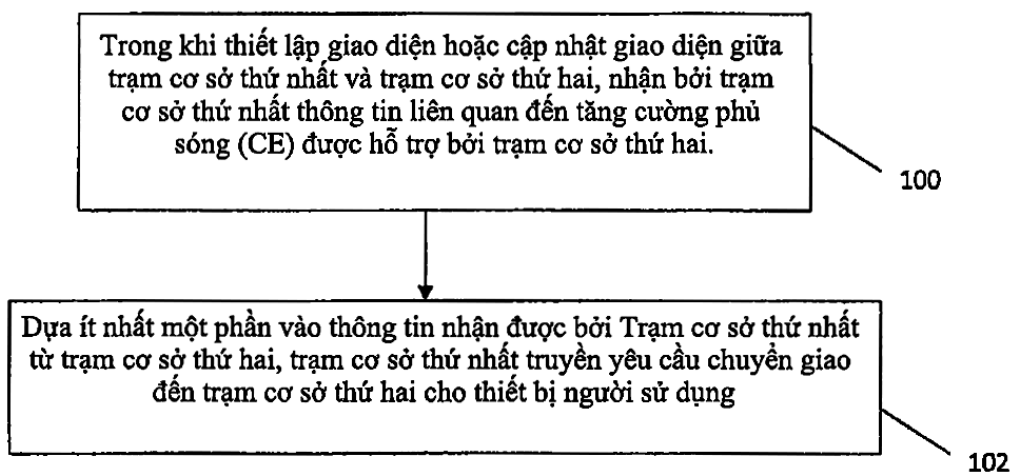 Trong khi thiết lập giao diện hoặc cập nhật giao diện giữa
trạm cơ sở thứ nhất và trạm cơ sở thứ hai, nhận bởi trạm
cơ sở thứ nhất thông tin liên quan đến tăng cường phủ
sóng (CE) được hỗ trợ bởi trạm cơ sở thứ hai.
100
Dựa ít nhất một phần vào thông tin nhận được bởi Trạm cơ sở thứ nhất
từ trạm cơ sở thứ hai, trạm cơ sở thứ nhất truyền yêu cầu chuyển giao
đến trạm cơ sở thứ hai cho thiết bị người sử dụng
102